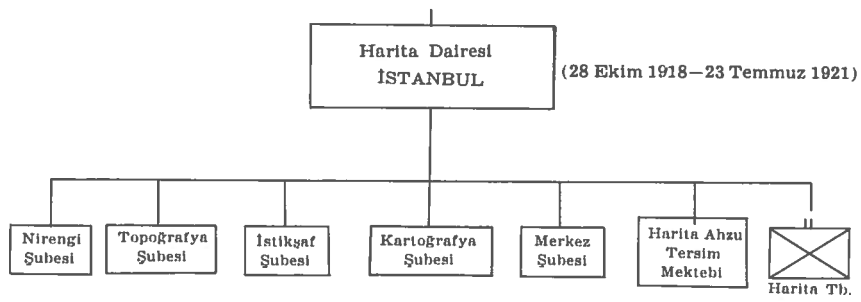 Harita Dairesi
İSTANBUL
(28 Ekim 1918—23 Temmuz 1921)
Nirengi
Şubesi
Topoğrafya
Şubesi
İstikşaf
Şubesi
Kartoğrafya
Şubesi
Merkez
Şubesi
Harita Ahzu
Tersim
Mektebi
Harita Tb.